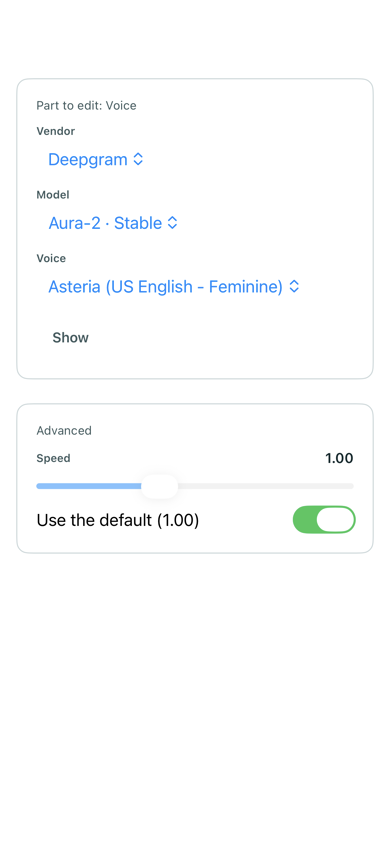 Part to edit: Voice
Vendor
Deepgram
Model
Aura-2 · Stable
Voice
Asteria (US English - Feminine)
Show
Advanced
Speed 1.00
Use the default (1.00)